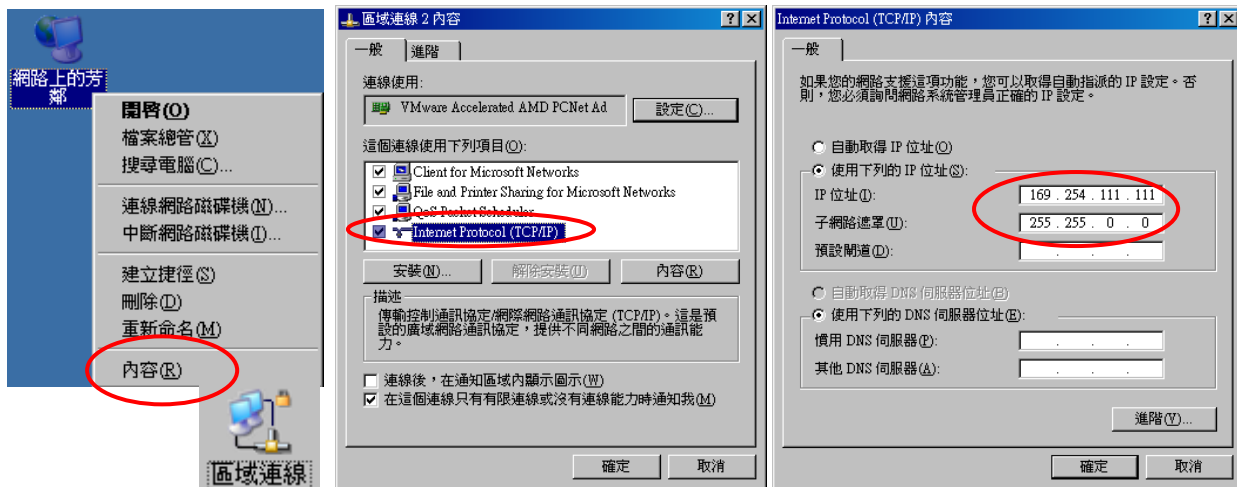 網路上的芳
鄰
開啓(O)
檔案總管(X)
搜尋電腦(C)...
連線網路磁碟機(N)...
中斷網路磁碟機(I)...
建立捷徑(S)
刪除(D)
重新命名(M)
內容(R)
區域連線
區域連線 2 內容
一般
進階
連線使用:
VMware Accelerated AMD PCNet Ad
設定(C)...
這個連線使用下列項目(O):
Client for Microsoft Networks
File and Printer Sharing for Microsoft Networks
QoS Packet Scheduler
Internet Protocol (TCP/IP)
安裝(N)...
解除安裝(U)
內容(R)
描述
傳輸控制通訊協定/網際網路通訊協定 (TCP/IP)。這是預
設的廣域網路通訊協定，提供不同網路之間的通訊能
力。
連線後，在通知區域內顯示圖示(W)
在這個連線只有有限連線或沒有連線能力時通知我(M)
確定
取消
Internet Protocol (TCP/IP) 內容
一般
如果您的網路支援這項功能，您可以取得自動指派的 IP 設定。否
則，您必須詢問網路系統管理員正確的 IP 設定。
自動取得 IP 位址(O)
使用下列的 IP 位址(S):
IP 位址(I): 169 . 254 . 111 . 111
子網路遮罩(U): 255 . 255 . 0 . 0
預設閘道(D): . . .
自動取得 DNS 伺服器位址(B)
使用下列的 DNS 伺服器位址(E):
慣用 DNS 伺服器(P): . . .
其他 DNS 伺服器(A): . . .
進階(V)...
確定
取消